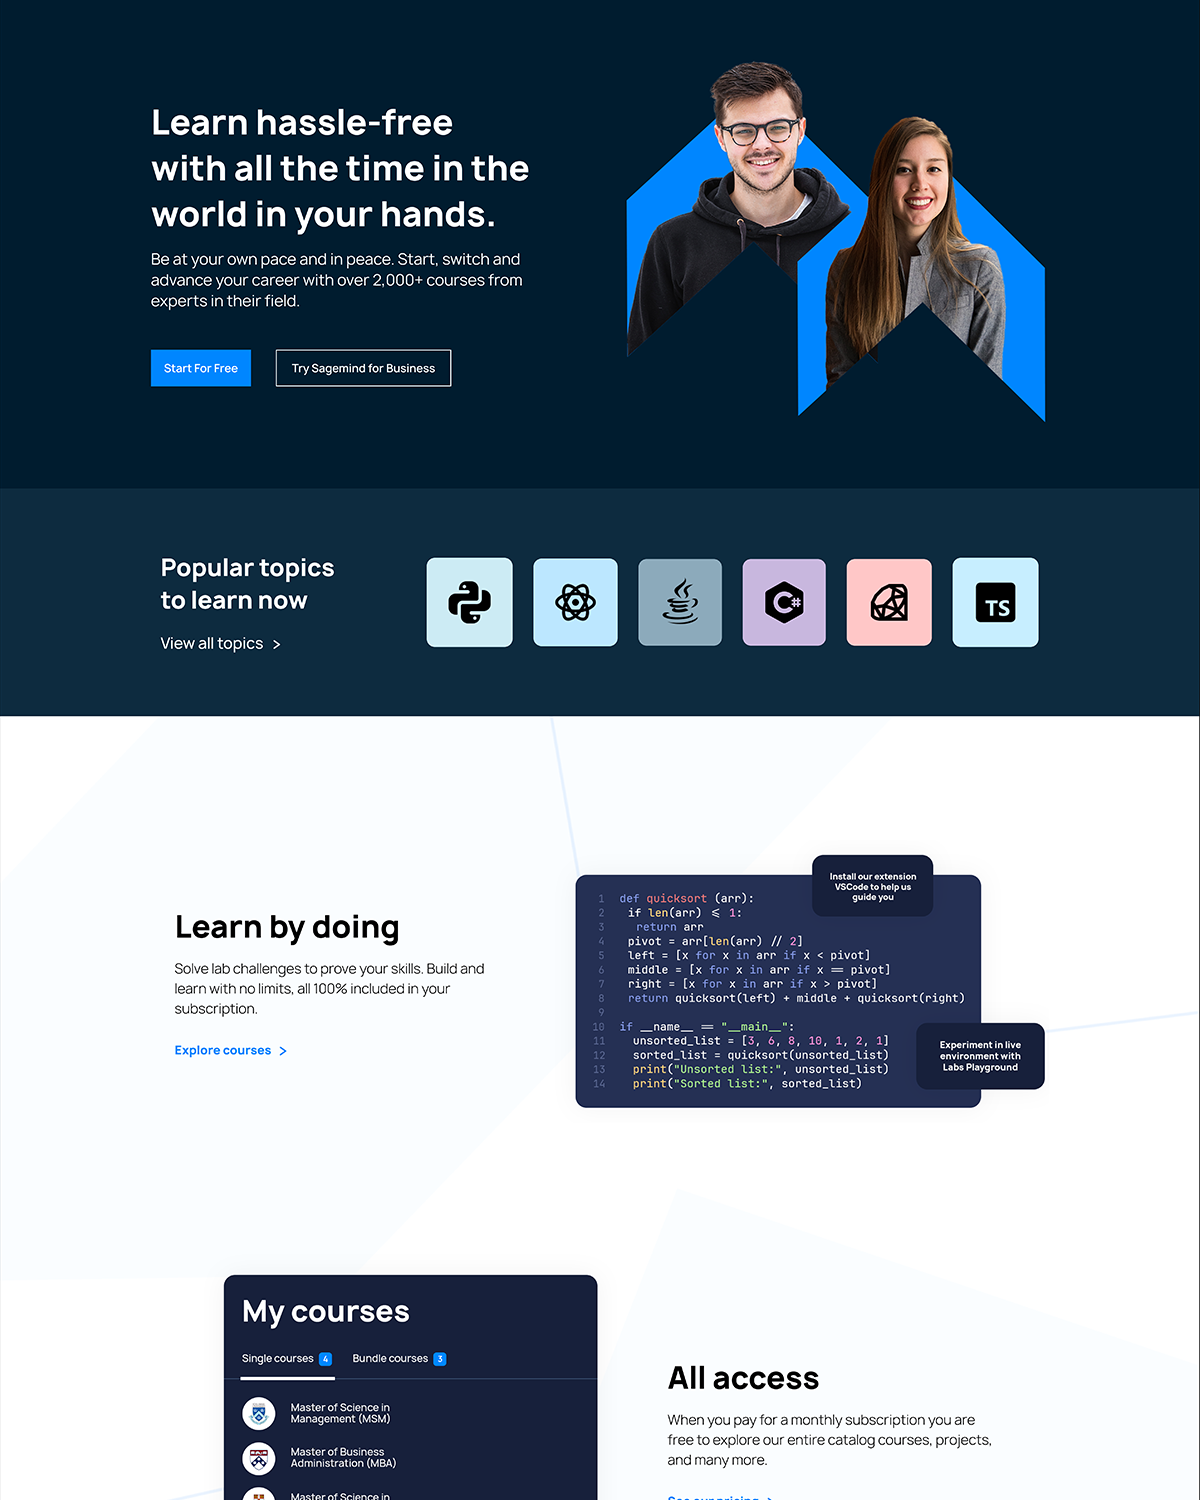 Learn hassle-free
with all the time in the
world in your hands.
Be at your own pace and in peace. Start, switch and
advance your career with over 2,000+ courses from
experts in their field.
Start For Free
Try Sagemind for Business
Popular topics
to learn now
View all topics >
C#
TS
Learn by doing
Solve lab challenges to prove your skills. Build and
learn with no limits, all 100% included in your
subscription.
Explore courses >
Install our extension
VSCode to help us
guide you
1 def quicksort (arr):
2 if len(arr) ⩽ 1:
3 return arr
4 pivot = arr[len(arr) // 2]
5 left = [x for x in arr if x < pivot]
6 middle = [x for x in arr if x == pivot]
7 right = [x for x in arr if x > pivot]
8 return quicksort(left) + middle + quicksort(right)
9
10 if __name__ == "__main__":
11 unsorted_list = [3, 6, 8, 10, 1, 2, 1]
12 sorted_list = quicksort(unsorted_list)
13 print("Unsorted list:", unsorted_list)
14 print("Sorted list:", sorted_list)
Experiment in live
environment with
Labs Playground
My courses
Single courses 4
Bundle courses 3
Master of Science in
Management (MSM)
Master of Business
Administration (MBA)
Master of Science in
All access
When you pay for a monthly subscription you are
free to explore our entire catalog courses, projects,
and many more.
See our pricing >